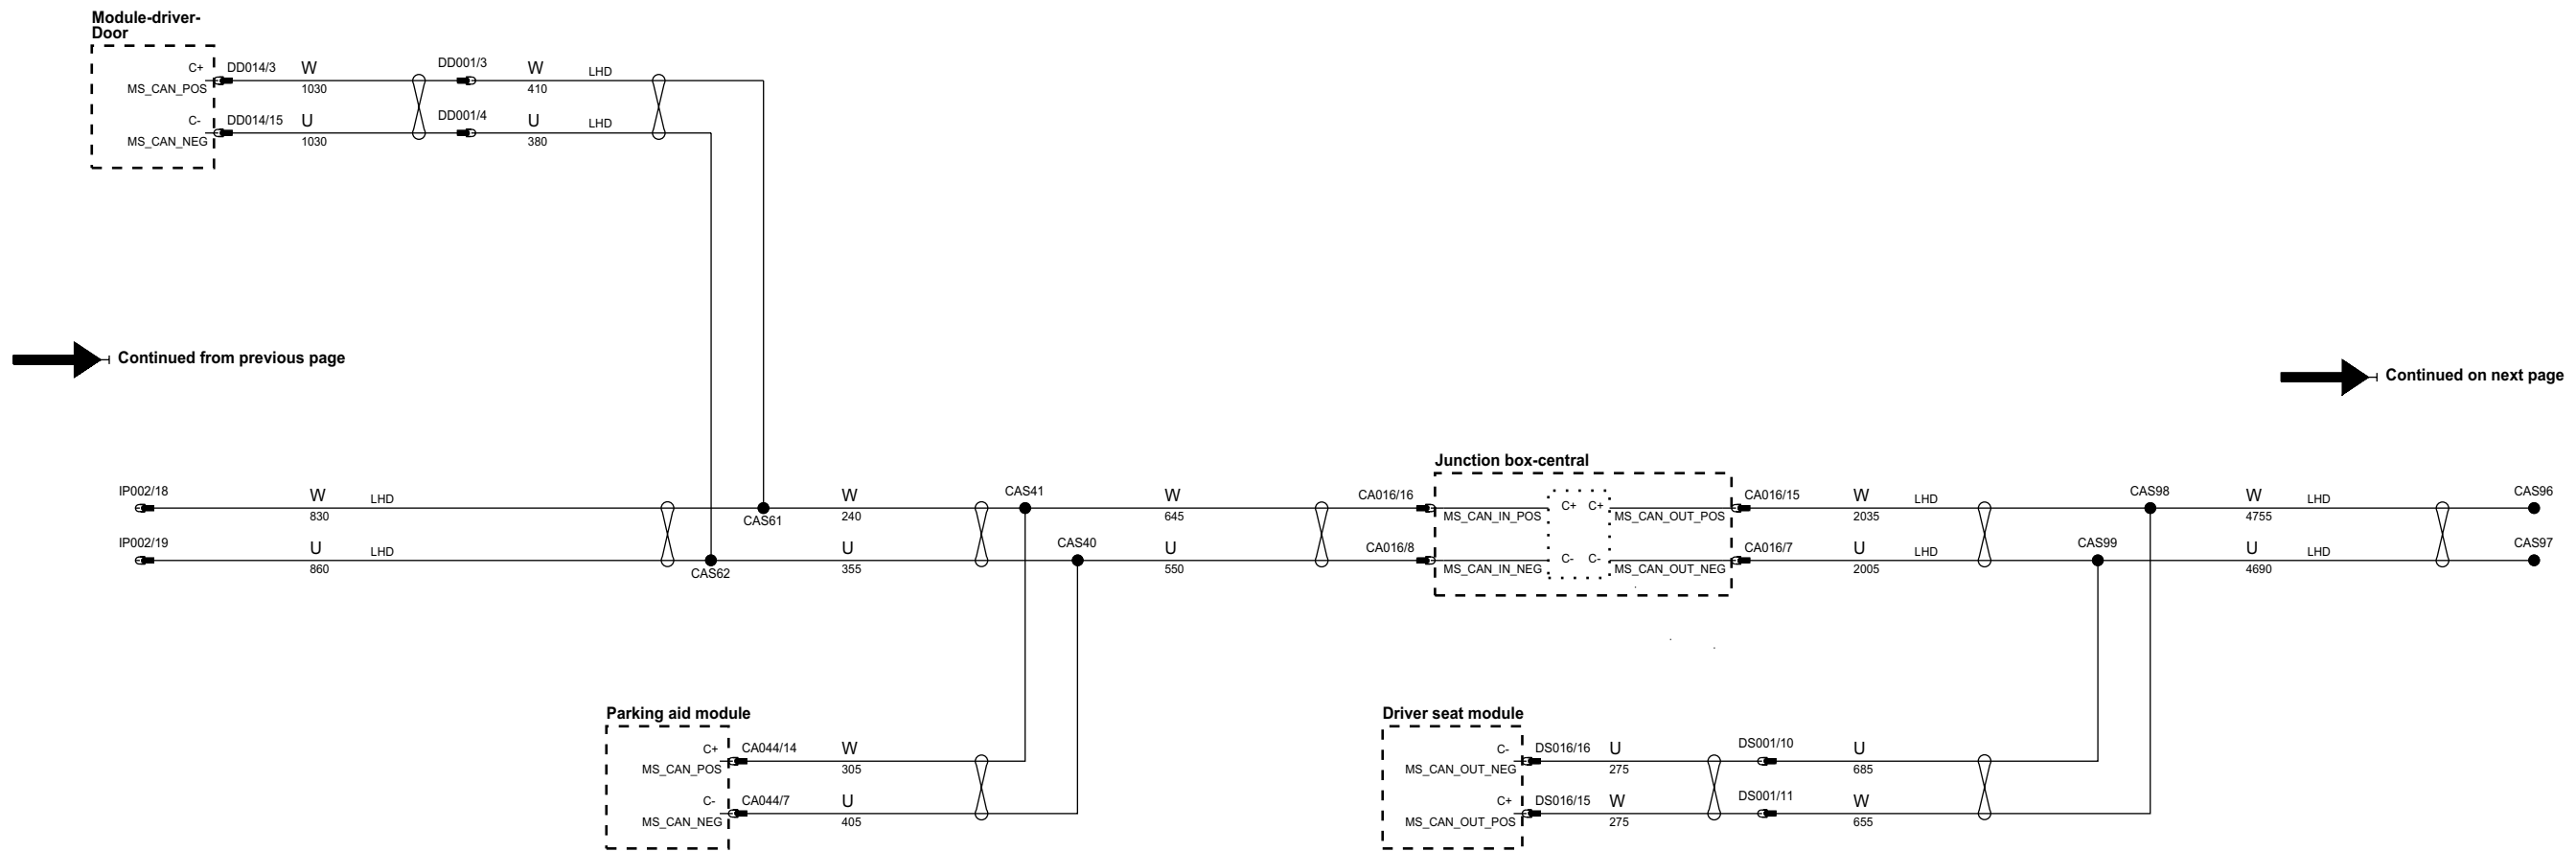 Module-driver-
Door
C+
MS_CAN_POS
DD014/3
W
1030
DD001/3
W
410
LHD
C-
MS_CAN_NEG
DD014/15
U
1030
DD001/4
U
380
LHD
Continued from previous page
Continued on next page
IP002/18
W
830
LHD
CAS61
W
240
CAS41
W
645
CA016/16
IP002/19
U
860
LHD
CAS62
U
355
CAS40
U
550
CA016/8
Junction box-central
MS_CAN_IN_POS
C+
C+
MS_CAN_OUT_POS
MS_CAN_IN_NEG
C-
C-
MS_CAN_OUT_NEG
CA016/15
W
2035
LHD
CAS98
W
4755
LHD
CAS96
CA016/7
U
2005
LHD
CAS99
U
4690
LHD
CAS97
Parking aid module
C+
MS_CAN_POS
CA044/14
W
305
C-
MS_CAN_NEG
CA044/7
U
405
Driver seat module
C-
MS_CAN_OUT_NEG
DS016/16
U
275
DS001/10
U
685
C+
MS_CAN_OUT_POS
DS016/15
W
275
DS001/11
W
655